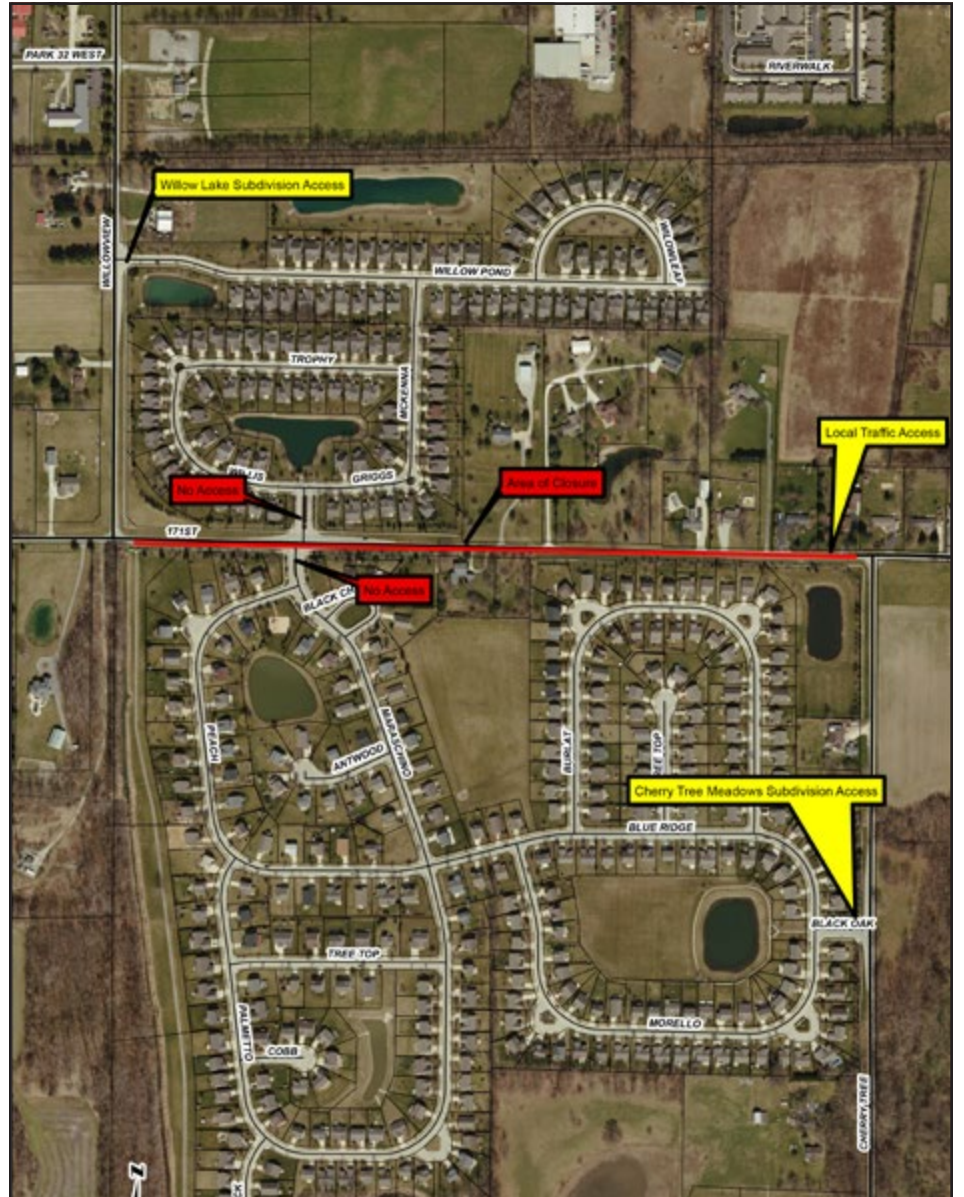 PARK 32 WEST
RIVERWALK
Willow Lake Subdivision Access
WILLOWVIEW
WILLOWLEAF
WILLOW POND
TROPHY
MCKENNA
Local Traffic Access
GRIGGS
No Access
Area of Closure
171ST
No Access
PEACH
MARASCHINO
ANTWOOD
BURLAT
Cherry Tree Meadows Subdivision Access
BLUE RIDGE
BLACK OAK
TREE TOP
PALMETTO
MORELLO
COBB
CHERRY TREE
Z